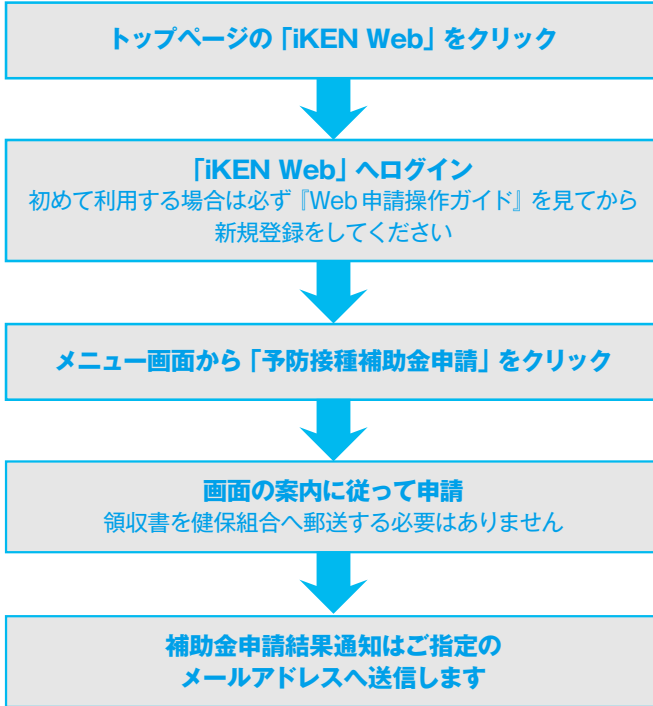 トップページの「iKEN Web」をクリック
「iKEN Web」へログイン
初めて利用する場合は必ず『Web申請操作ガイド』を見てから
新規登録をしてください
メニュー画面から「予防接種補助金申請」をクリック
画面の案内に従って申請
領収書を健保組合へ郵送する必要はありません
補助金申請結果通知はご指定の
メールアドレスへ送信します